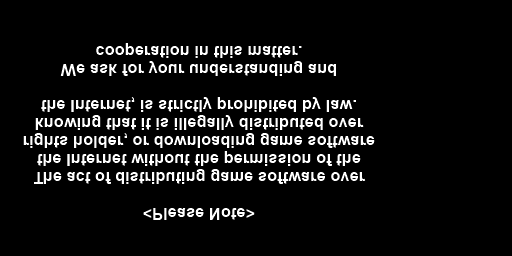 <Please Note>
The act of distributing game software over
the Internet without the permission of the
rights holder, or downloading game software
knowing that it is illegally distributed over
the Internet, is strictly prohibited by law.
We ask for your understanding and
cooperation in this matter.